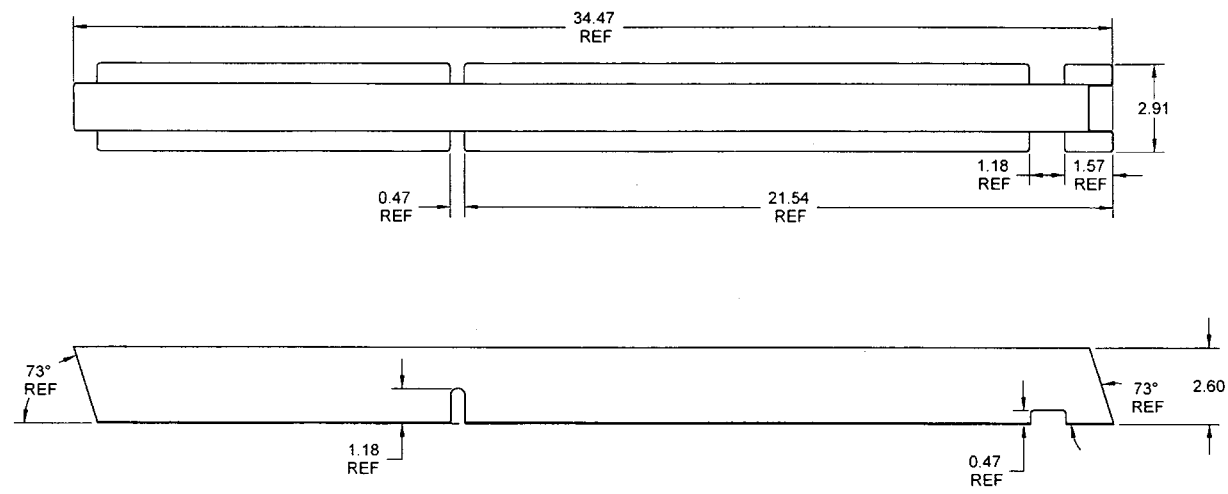 34.47
REF
2.91
1.18
REF
1.57
REF
0.47
REF
21.54
REF
73°
REF
73°
REF
2.60
1.18
REF
0.47
REF